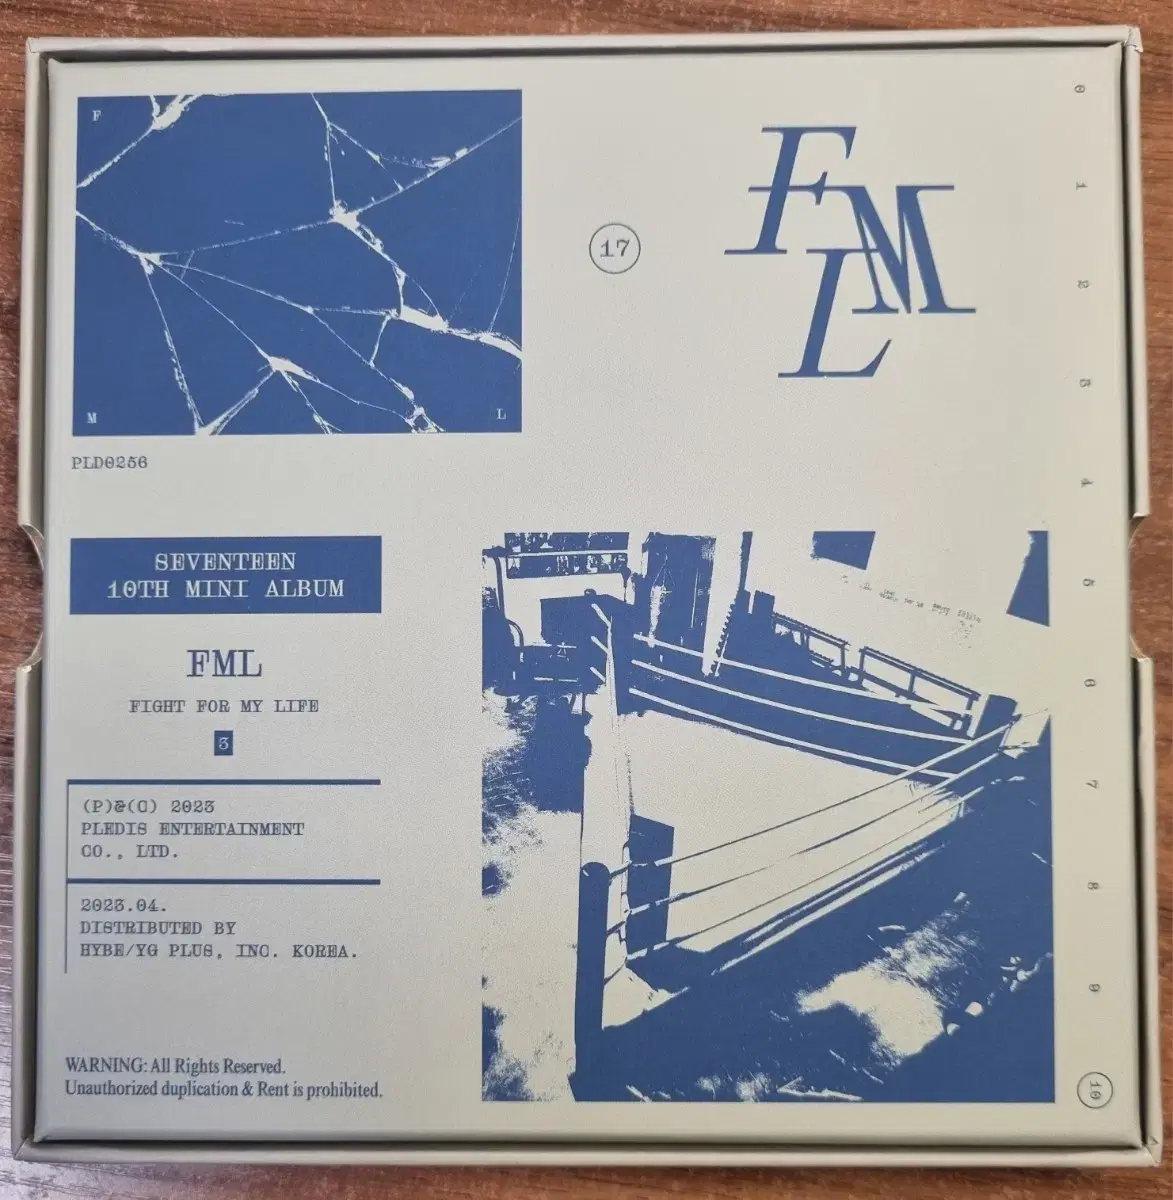 F
M
L
PLD0256
17
F
M
L
SEVENTEEN
10TH MINI ALBUM
FML
FIGHT FOR MY LIFE
3
(P)&(C) 2023
PLEDIS ENTERTAINMENT
CO., LTD.
2023.04.
DISTRIBUTED BY
HYBE/YG PLUS, INC. KOREA.
WARNING: All Rights Reserved.
Unauthorized duplication & Rent is prohibited.
0
1
2
3
4
5
6
7
8
9
10